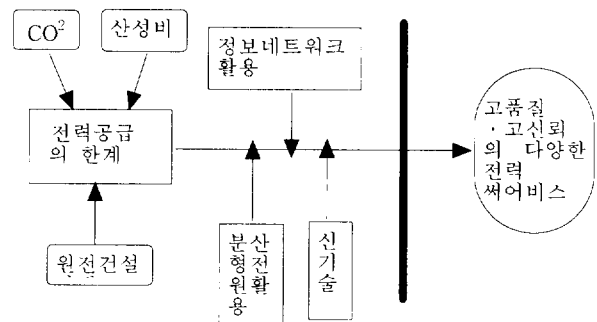 CO²
산성비
정보네트워크
활용
전력공급
의 한계
고품질
·고신뢰
의 다양한
전력
써어비스
원전건설
분산
형전
원활
용
신
기
술